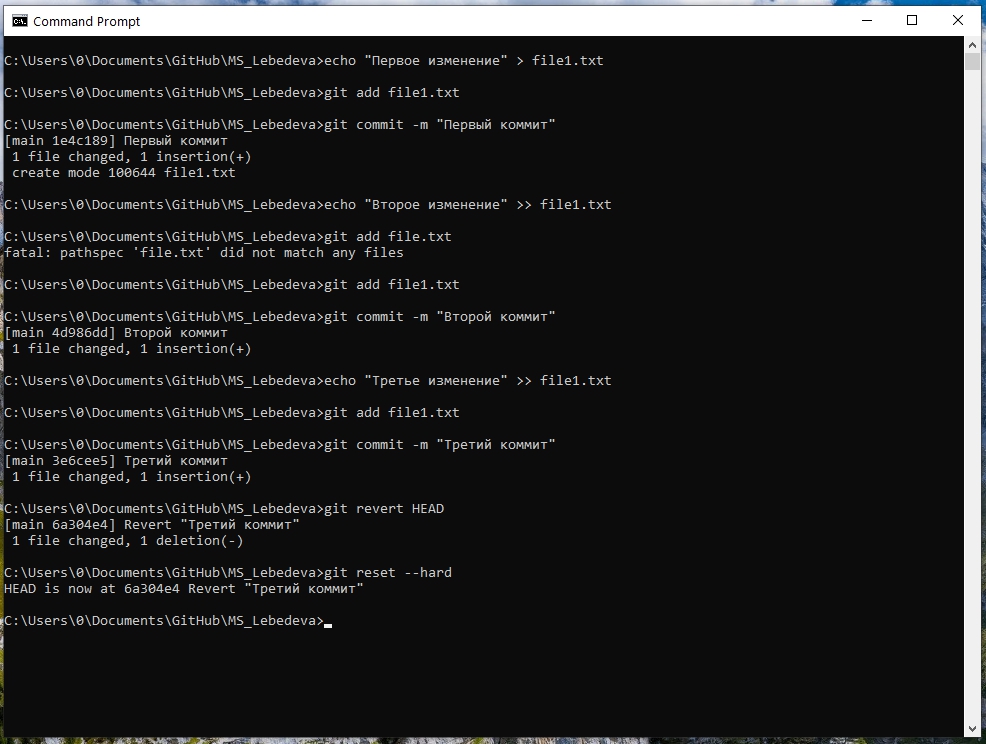 Command Prompt
C:\Users\0\Documents\GitHub\MS_Lebedeva>echo "Первое изменение" > file1.txt
C:\Users\0\Documents\GitHub\MS_Lebedeva>git add file1.txt
C:\Users\0\Documents\GitHub\MS_Lebedeva>git commit -m "Первый коммит"
[main 1e4c189] Первый коммит
 1 file changed, 1 insertion(+)
 create mode 100644 file1.txt
C:\Users\0\Documents\GitHub\MS_Lebedeva>echo "Второе изменение" >> file1.txt
C:\Users\0\Documents\GitHub\MS_Lebedeva>git add file.txt
fatal: pathspec 'file.txt' did not match any files
C:\Users\0\Documents\GitHub\MS_Lebedeva>git add file1.txt
C:\Users\0\Documents\GitHub\MS_Lebedeva>git commit -m "Второй коммит"
[main 4d986dd] Второй коммит
 1 file changed, 1 insertion(+)
C:\Users\0\Documents\GitHub\MS_Lebedeva>echo "Третье изменение" >> file1.txt
C:\Users\0\Documents\GitHub\MS_Lebedeva>git add file1.txt
C:\Users\0\Documents\GitHub\MS_Lebedeva>git commit -m "Третий коммит"
[main 3e6cee5] Третий коммит
 1 file changed, 1 insertion(+)
C:\Users\0\Documents\GitHub\MS_Lebedeva>git revert HEAD
[main 6a304e4] Revert "Третий коммит"
 1 file changed, 1 deletion(-)
C:\Users\0\Documents\GitHub\MS_Lebedeva>git reset --hard
HEAD is now at 6a304e4 Revert "Третий коммит"
C:\Users\0\Documents\GitHub\MS_Lebedeva>